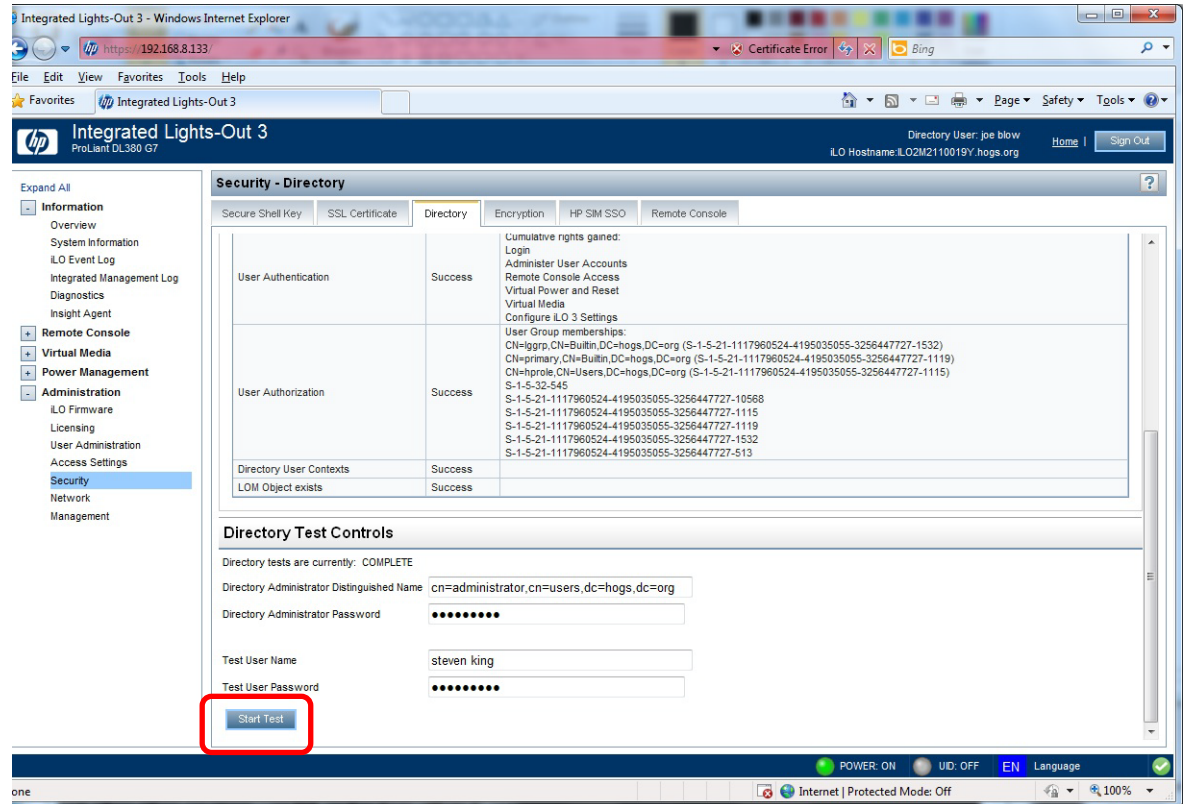 Integrated Lights-Out 3 - Windows Internet Explorer
https://192.168.8.133/
Certificate Error
Bing
File Edit View Favorites Tools Help
Favorites
Integrated Lights-Out 3
Page Safety Tools
hp
Integrated Lights-Out 3
ProLiant DL380 G7
Directory User: joe blow
iLO Hostname:ILO2M2110019Y.hogs.org
Home |
Sign Out
Expand All
- Information
Overview
System Information
iLO Event Log
Integrated Management Log
Diagnostics
Insight Agent
+ Remote Console
+ Virtual Media
+ Power Management
- Administration
iLO Firmware
Licensing
User Administration
Access Settings
Security
Network
Management
Security - Directory
?
Secure Shell Key
SSL Certificate
Directory
Encryption
HP SIM SSO
Remote Console
User Authentication
Success
Cumulative rights gained:
Login
Administer User Accounts
Remote Console Access
Virtual Power and Reset
Virtual Media
Configure iLO 3 Settings
User Authorization
Success
User Group memberships:
CN=lggrp,CN=Builtin,DC=hogs,DC=org (S-1-5-21-1117960524-4195035055-3256447727-1532)
CN=primary,CN=Builtin,DC=hogs,DC=org (S-1-5-21-1117960524-4195035055-3256447727-1119)
CN=hprole,CN=Users,DC=hogs,DC=org (S-1-5-21-1117960524-4195035055-3256447727-1115)
S-1-5-32-545
S-1-5-21-1117960524-4195035055-3256447727-10568
S-1-5-21-1117960524-4195035055-3256447727-1115
S-1-5-21-1117960524-4195035055-3256447727-1119
S-1-5-21-1117960524-4195035055-3256447727-1532
S-1-5-21-1117960524-4195035055-3256447727-513
Directory User Contexts
Success
LOM Object exists
Success
Directory Test Controls
Directory tests are currently: COMPLETE
Directory Administrator Distinguished Name
cn=administrator,cn=users,dc=hogs,dc=org
Directory Administrator Password
●●●●●●●●●
Test User Name
steven king
Test User Password
●●●●●●●●●
Start Test
POWER: ON
UID: OFF
EN Language
one
Internet | Protected Mode: Off
100%